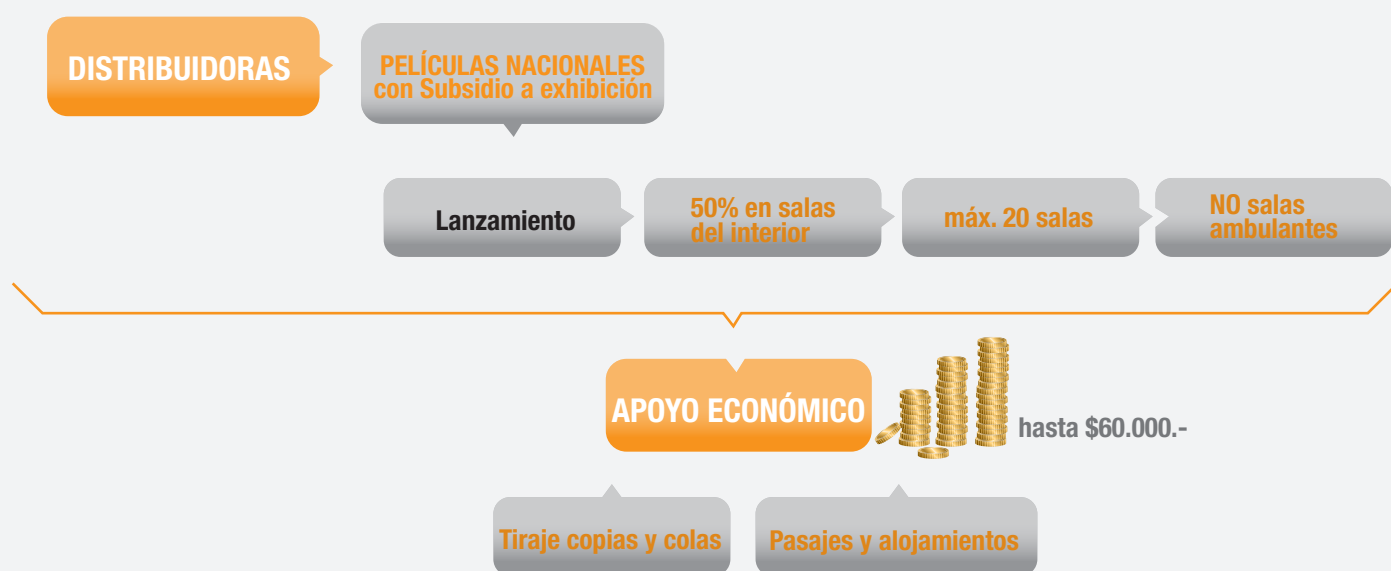 DISTRIBUIDORAS
PELÍCULAS NACIONALES
con Subsidio a exhibición
Lanzamiento
50% en salas
del interior
máx. 20 salas
NO salas
ambulantes
APOYO ECONÓMICO
hasta $60.000.-
Tiraje copias y colas
Pasajes y alojamientos